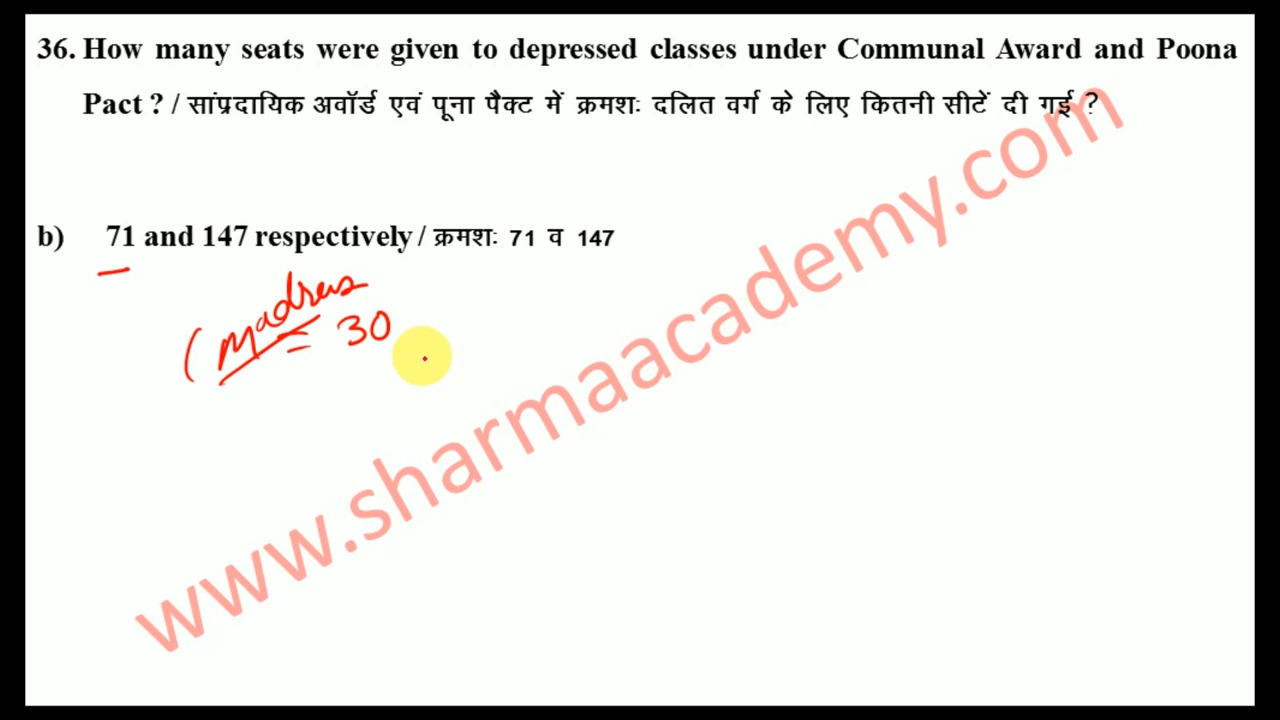 36. How many seats were given to depressed classes under Communal Award and Poona
Pact ? / सांप्रदायिक अवॉर्ड एवं पूना पैक्ट में क्रमशः दलित वर्ग के लिए कितनी सीटें दी गई ?
b) 71 and 147 respectively / क्रमशः 71 व 147
(Madras = 30
www.sharmaacademy.com